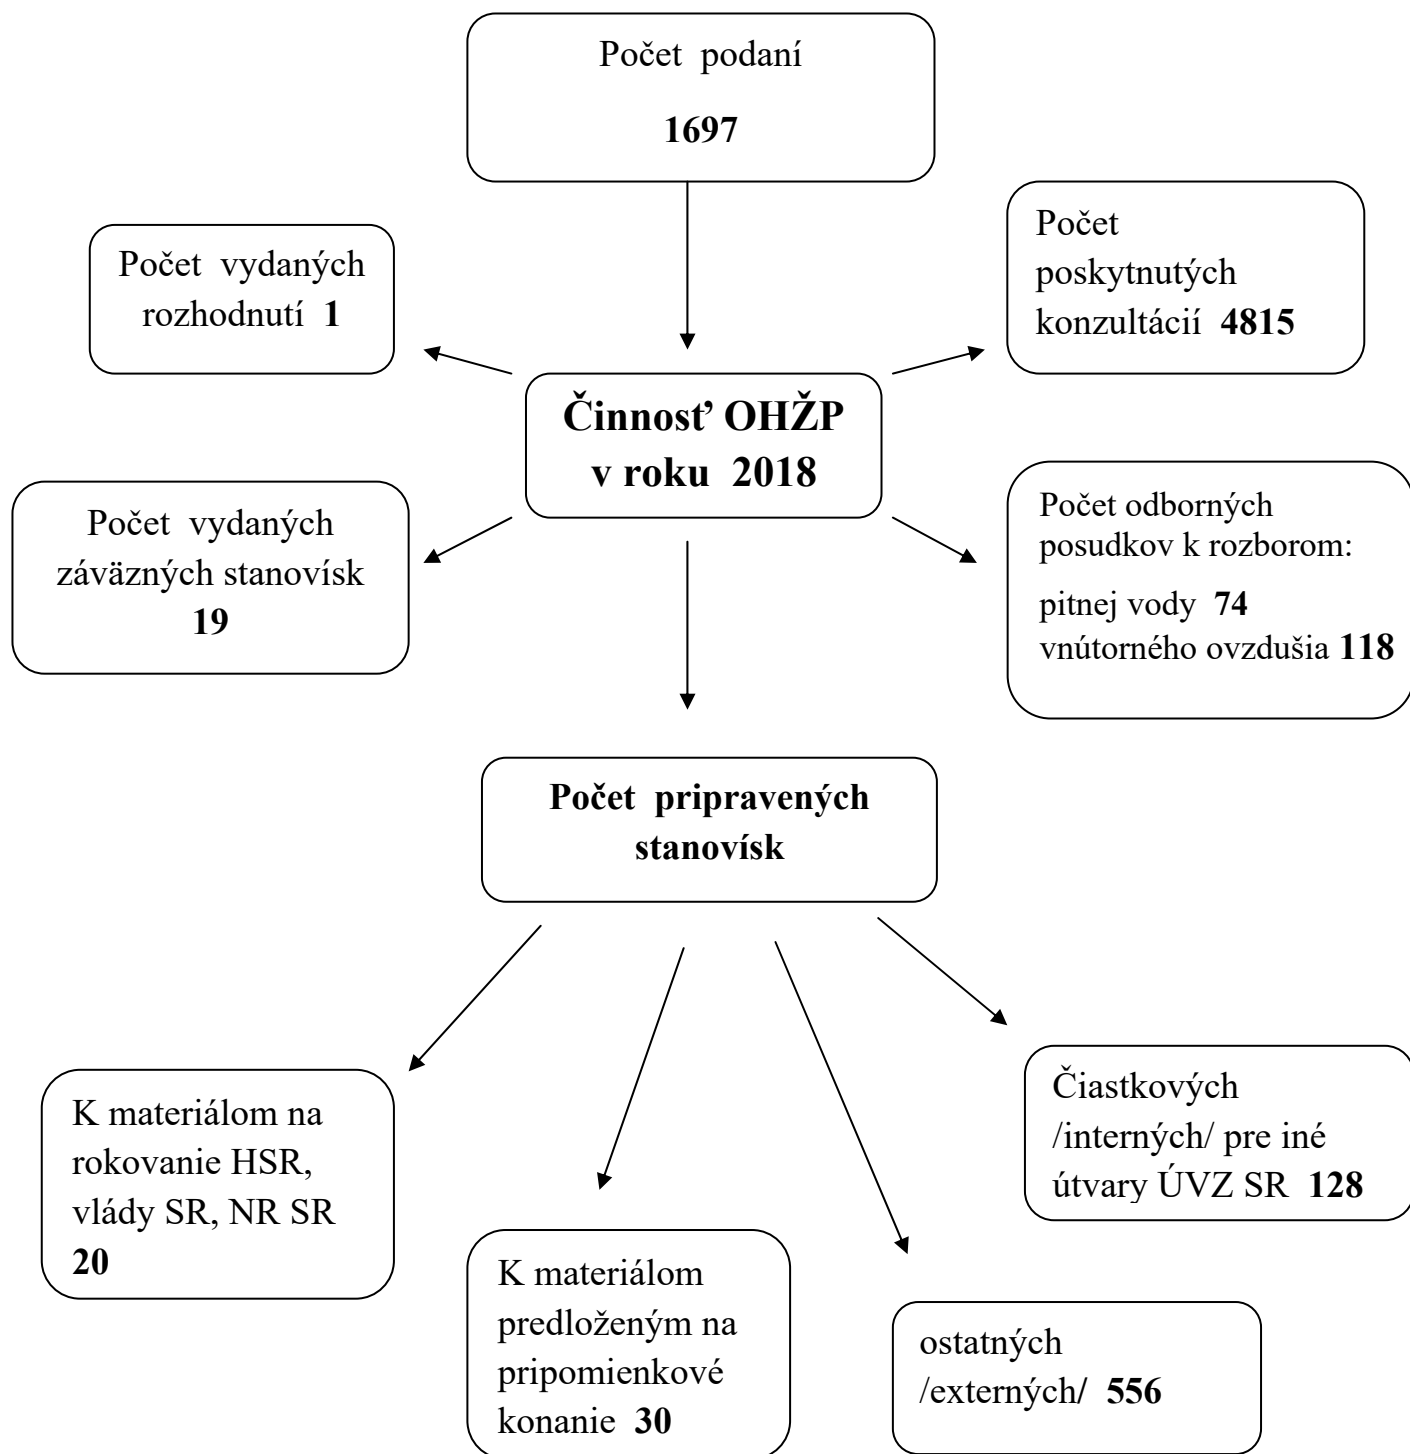 Počet podaní
1697
Počet vydaných
rozhodnutí 1
Počet
poskytnutých
konzultácií 4815
Činnosť OHŽP
v roku 2018
Počet vydaných
záväzných stanovísk
19
Počet odborných
posudkov k rozborom:
pitnej vody 74
vnútorného ovzdušia 118
Počet pripravených
stanovísk
K materiálom na
rokovanie HSR,
vlády SR, NR SR
20
K materiálom
predloženým na
pripomienkové
konanie 30
ostatných
/externých/ 556
Čiastkových
/interných/ pre iné
útvary ÚVZ SR 128